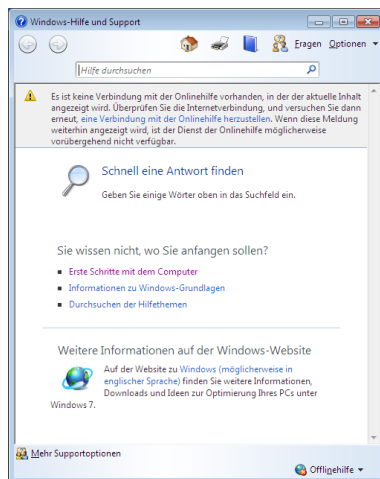 Windows-Hilfe und Support
Fragen Optionen
Hilfe durchsuchen
Es ist keine Verbindung mit der Onlinehilfe vorhanden, in der der aktuelle Inhalt
angezeigt wird. Überprüfen Sie die Internetverbindung, und versuchen Sie dann
erneut, eine Verbindung mit der Onlinehilfe herzustellen. Wenn diese Meldung
weiterhin angezeigt wird, ist der Dienst der Onlinehilfe möglicherweise
vorübergehend nicht verfügbar.
Schnell eine Antwort finden
Geben Sie einige Wörter oben in das Suchfeld ein.
Sie wissen nicht, wo Sie anfangen sollen?
Erste Schritte mit dem Computer
Informationen zu Windows-Grundlagen
Durchsuchen der Hilfethemen
Weitere Informationen auf der Windows-Website
Auf der Website zu Windows (möglicherweise in
englischer Sprache) finden Sie weitere Informationen,
Downloads und Ideen zur Optimierung Ihres PCs unter
Windows 7.
Mehr Supportoptionen
Offlinehilfe